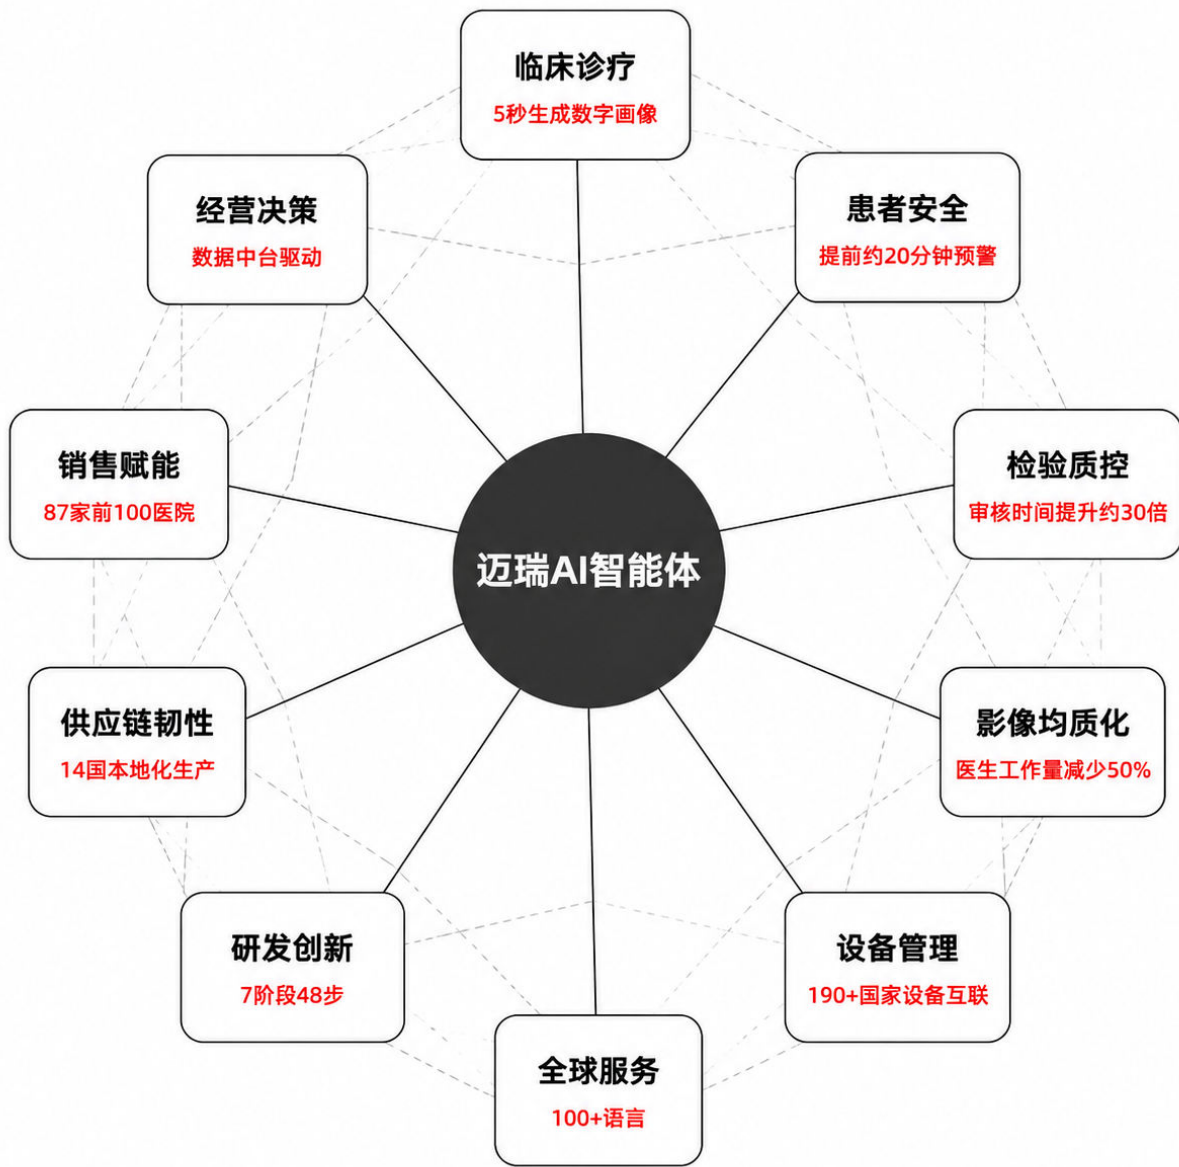 临床诊疗
5秒生成数字画像
经营决策
数据中台驱动
患者安全
提前约20分钟预警
销售赋能
87家前100医院
检验质控
审核时间提升约30倍
迈瑞AI智能体
供应链韧性
14国本地化生产
影像均质化
医生工作量减少50%
研发创新
7阶段48步
设备管理
190+国家设备互联
全球服务
100+语言